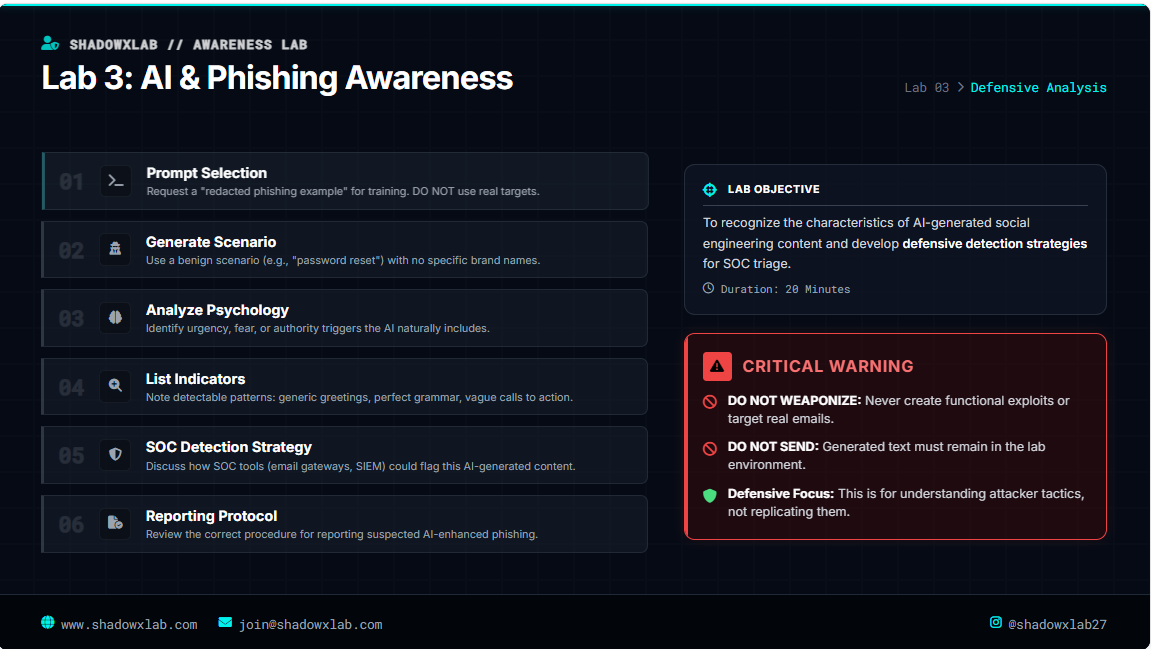 SHADOWXLAB // AWARENESS LAB
Lab 3: AI & Phishing Awareness
Lab 03 > Defensive Analysis
01
Prompt Selection
Request a "redacted phishing example" for training. DO NOT use real targets.
02
Generate Scenario
Use a benign scenario (e.g., "password reset") with no specific brand names.
03
Analyze Psychology
Identify urgency, fear, or authority triggers the AI naturally includes.
04
List Indicators
Note detectable patterns: generic greetings, perfect grammar, vague calls to action.
05
SOC Detection Strategy
Discuss how SOC tools (email gateways, SIEM) could flag this AI-generated content.
06
Reporting Protocol
Review the correct procedure for reporting suspected AI-enhanced phishing.
LAB OBJECTIVE
To recognize the characteristics of AI-generated social
engineering content and develop defensive detection strategies
for SOC triage.
Duration: 20 Minutes
CRITICAL WARNING
DO NOT WEAPONIZE: Never create functional exploits or
target real emails.
DO NOT SEND: Generated text must remain in the lab
environment.
Defensive Focus: This is for understanding attacker tactics,
not replicating them.
www.shadowxlab.com
join@shadowxlab.com
@shadowxlab27